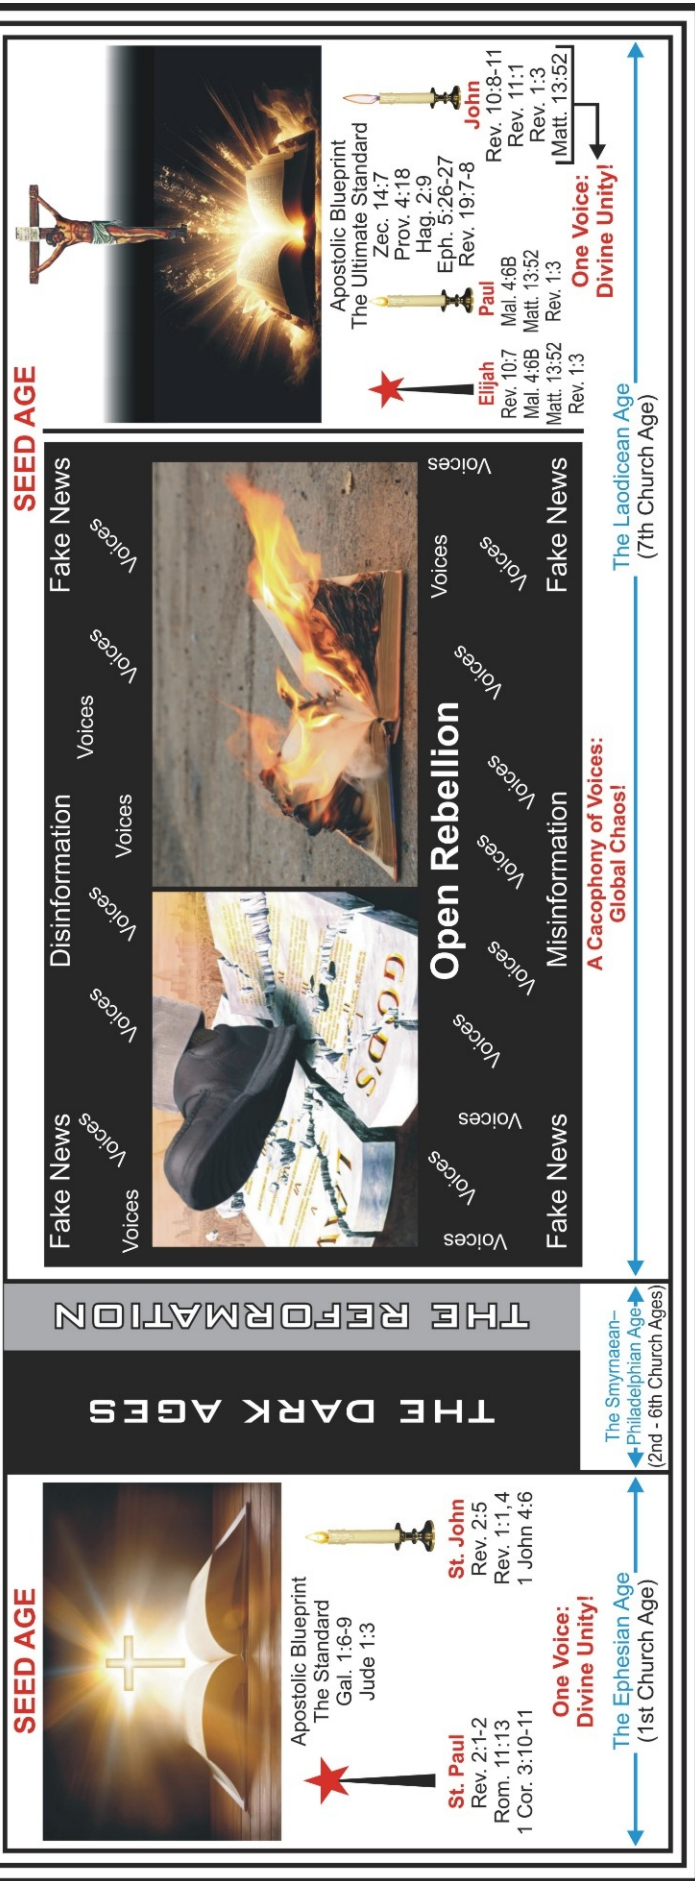 SEED AGE
Apostolic Blueprint
The Standard
Gal. 1:6-9
Jude 1:3
St. Paul
Rev. 2:1-2
Rom. 11:13
1 Cor. 3:10-11
St. John
Rev. 2:5
Rev. 1:1,4
1 John 4:6
One Voice:
Divine Unity!
The Ephesian Age
(1st Church Age)
THE DARK AGES
THE REFORMATION
The Smyrnaean–
Philadelphian Age
(2nd - 6th Church Ages)
Fake News
Disinformation
Fake News
Voices
Voices
Voices
Voices
Voices
Voices
Voices
Voices
GOD'S
LAW
Open Rebellion
Voices
Voices
Voices
Voices
Voices
Voices
Voices
Voices
Voices
Voices
Voices
Fake News
Misinformation
Fake News
A Cacophony of Voices:
Global Chaos!
The Laodicean Age
(7th Church Age)
SEED AGE
Apostolic Blueprint
The Ultimate Standard
Zec. 14:7
Prov. 4:18
Hag. 2:9
Eph. 5:26-27
Rev. 19:7-8
Elijah
Rev. 10:7
Mal. 4:6B
Matt. 13:52
Rev. 1:3
Paul
Mal. 4:6B
Matt. 13:52
Rev. 1:3
John
Rev. 10:8-11
Rev. 11:1
Rev. 1:3
Matt. 13:52
One Voice:
Divine Unity!